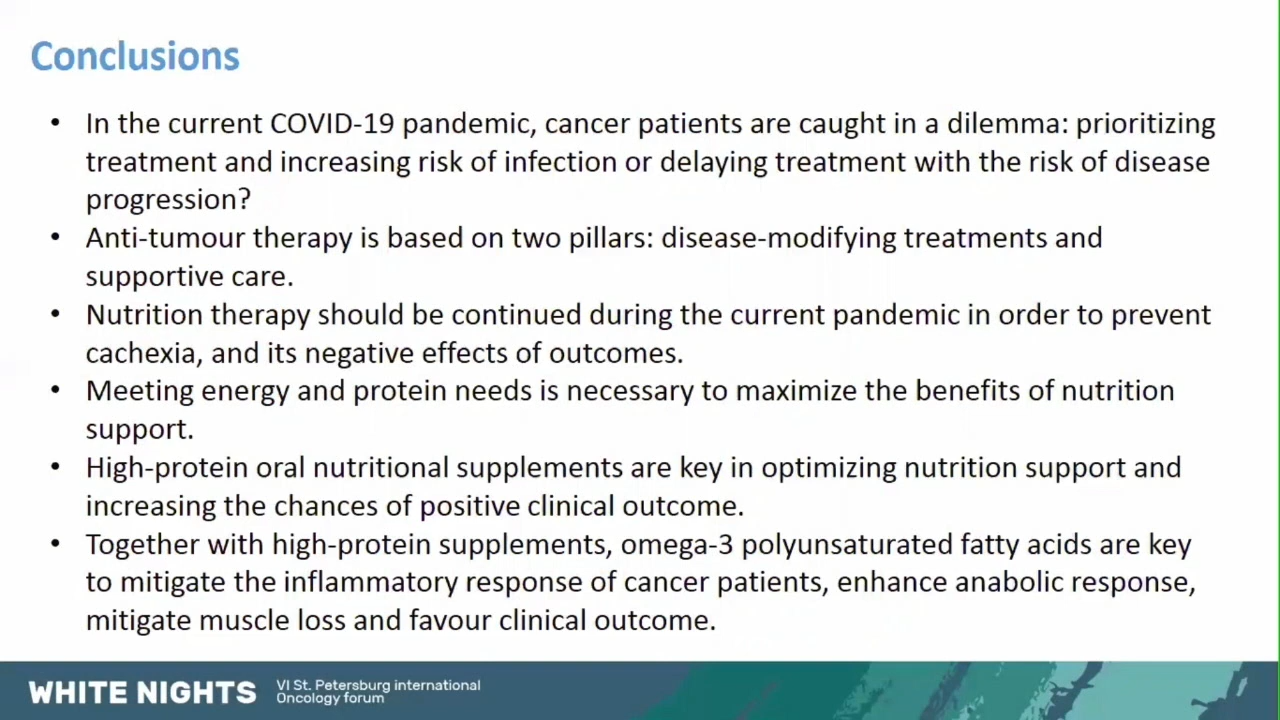 Conclusions
• In the current COVID-19 pandemic, cancer patients are caught in a dilemma: prioritizing
treatment and increasing risk of infection or delaying treatment with the risk of disease
progression?
• Anti-tumour therapy is based on two pillars: disease-modifying treatments and
supportive care.
• Nutrition therapy should be continued during the current pandemic in order to prevent
cachexia, and its negative effects of outcomes.
• Meeting energy and protein needs is necessary to maximize the benefits of nutrition
support.
• High-protein oral nutritional supplements are key in optimizing nutrition support and
increasing the chances of positive clinical outcome.
• Together with high-protein supplements, omega-3 polyunsaturated fatty acids are key
to mitigate the inflammatory response of cancer patients, enhance anabolic response,
mitigate muscle loss and favour clinical outcome.
WHITE NIGHTS
VI St. Petersburg international
Oncology forum